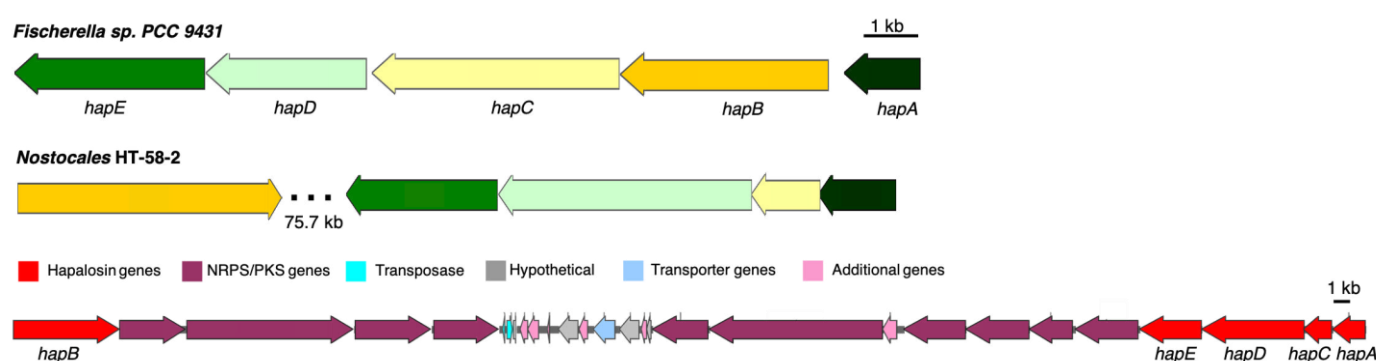 Fischerella sp. PCC 9431
1 kb
hapE hapD hapC hapB hapA
Nostocales HT-58-2
75.7 kb
Hapalosin genes NRPS/PKS genes Transposase Hypothetical Transporter genes Additional genes
1 kb
hapB hapE hapD hapC hapA